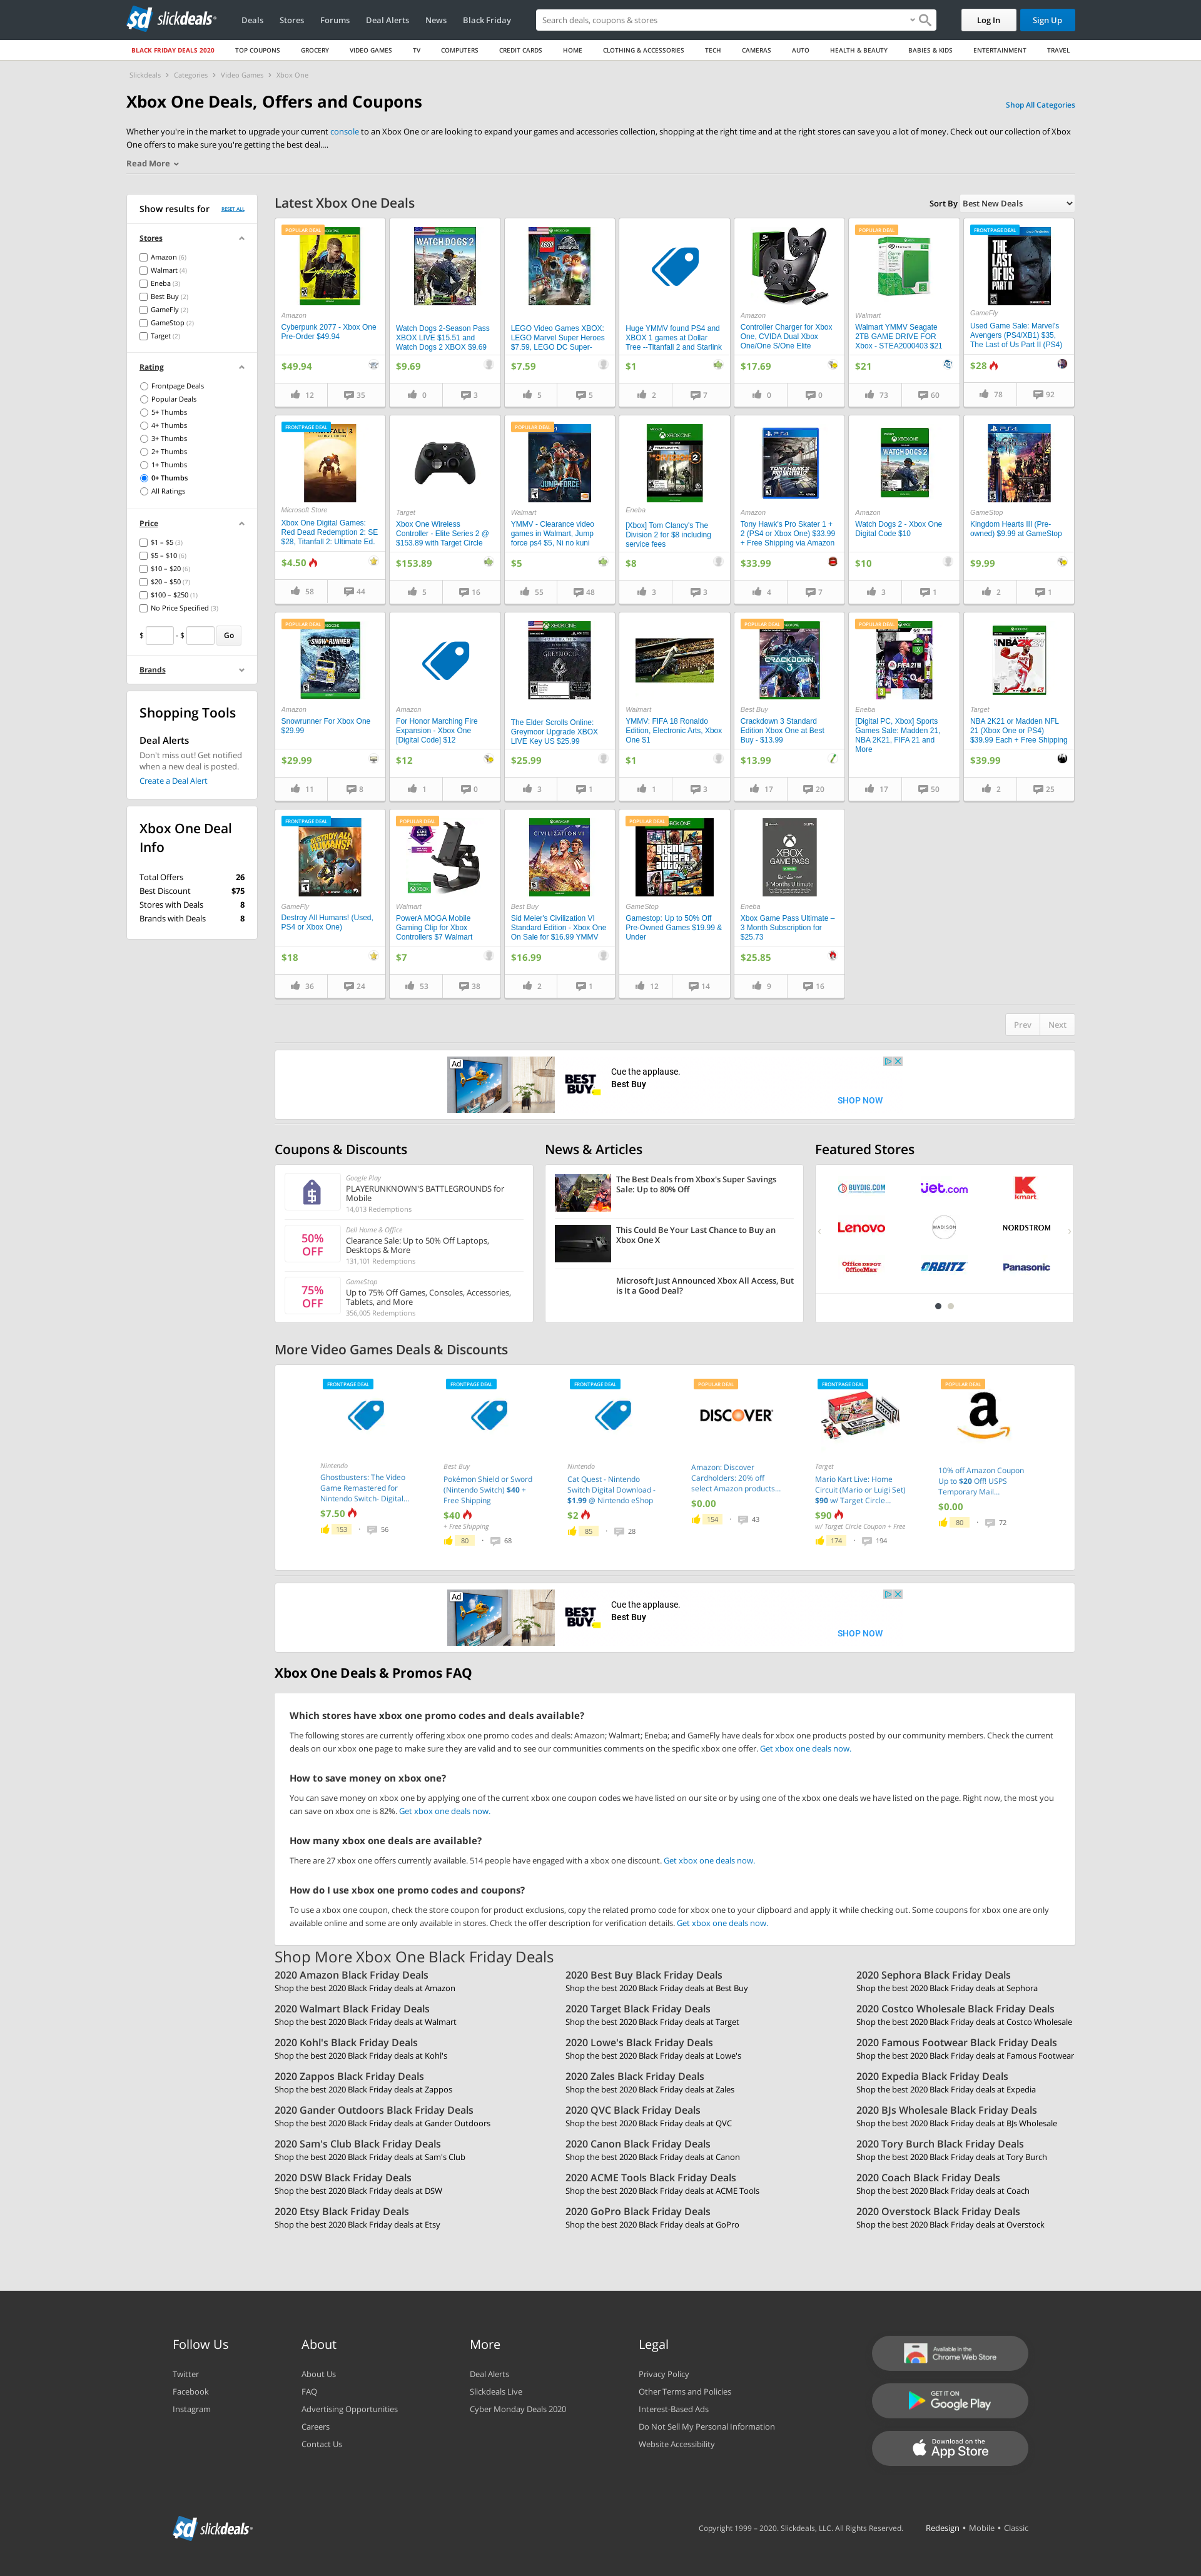 slickdeals
Deals
Stores
Forums
Deal Alerts
News
Black Friday
Search deals, coupons & stores
Log In
Sign Up
BLACK FRIDAY DEALS 2020
TOP COUPONS
GROCERY
VIDEO GAMES
TV
COMPUTERS
CREDIT CARDS
HOME
CLOTHING & ACCESSORIES
TECH
CAMERAS
AUTO
HEALTH & BEAUTY
BABIES & KIDS
ENTERTAINMENT
TRAVEL
Slickdeals > Categories > Video Games > Xbox One
Xbox One Deals, Offers and Coupons
Shop All Categories
Whether you're in the market to upgrade your current console to an Xbox One or are looking to expand your games and accessories collection, shopping at the right time and at the right stores can save you a lot of money. Check out our collection of Xbox
One offers to make sure you're getting the best deal....
Read More
Show results for
RESET ALL
Stores
Amazon (6)
Walmart (4)
Eneba (3)
Best Buy (2)
GameFly (2)
GameStop (2)
Target (2)
Rating
Frontpage Deals
Popular Deals
5+ Thumbs
4+ Thumbs
3+ Thumbs
2+ Thumbs
1+ Thumbs
0+ Thumbs
All Ratings
Price
$1 – $5 (3)
$5 – $10 (6)
$10 – $20 (6)
$20 – $50 (7)
$100 – $250 (1)
No Price Specified (3)
$ - $ Go
Brands
Shopping Tools
Deal Alerts
Don't miss out! Get notified
when a new deal is posted.
Create a Deal Alert
Xbox One Deal
Info
Total Offers 26
Best Discount $75
Stores with Deals 8
Brands with Deals 8
Latest Xbox One Deals
Sort By Best New Deals
POPULAR DEAL
Amazon
Cyberpunk 2077 - Xbox One
Pre-Order $49.94
$49.94
12 35
WATCH DOGS 2
Watch Dogs 2-Season Pass
XBOX LIVE $15.51 and
Watch Dogs 2 XBOX $9.69
$9.69
0 3
LEGO Video Games XBOX:
LEGO Marvel Super Heroes
$7.59, LEGO DC Super-
$7.59
5 5
Huge YMMV found PS4 and
XBOX 1 games at Dollar
Tree --Titanfall 2 and Starlink
$1
2 7
Amazon
Controller Charger for Xbox
One, CVIDA Dual Xbox
One/One S/One Elite
$17.69
0 0
POPULAR DEAL
Walmart
Walmart YMMV Seagate
2TB GAME DRIVE FOR
Xbox - STEA2000403 $21
$21
73 60
FRONTPAGE DEAL
THE LAST OF US PART II
GameFly
Used Game Sale: Marvel's
Avengers (PS4/XB1) $35,
The Last of Us Part II (PS4)
$28
78 92
FRONTPAGE DEAL
Microsoft Store
Xbox One Digital Games:
Red Dead Redemption 2: SE
$28, Titanfall 2: Ultimate Ed.
$4.50
58 44
Target
Xbox One Wireless
Controller - Elite Series 2 @
$153.89 with Target Circle
$153.89
5 16
POPULAR DEAL
JUMP FORCE
Walmart
YMMV - Clearance video
games in Walmart, Jump
force ps4 $5, Ni no kuni
$5
55 48
Eneba
[Xbox] Tom Clancy's The
Division 2 for $8 including
service fees
$8
3 3
Amazon
Tony Hawk's Pro Skater 1 +
2 (PS4 or Xbox One) $33.99
+ Free Shipping via Amazon
$33.99
4 7
WATCH DOGS 2
Amazon
Watch Dogs 2 - Xbox One
Digital Code $10
$10
3 1
GameStop
Kingdom Hearts III (Pre-
owned) $9.99 at GameStop
$9.99
2 1
POPULAR DEAL
SNOWRUNNER
Amazon
Snowrunner For Xbox One
$29.99
$29.99
11 8
Amazon
For Honor Marching Fire
Expansion - Xbox One
[Digital Code] $12
$12
1 0
GREYMOOR
The Elder Scrolls Online:
Greymoor Upgrade XBOX
LIVE Key US $25.99
$25.99
3 1
Walmart
YMMV: FIFA 18 Ronaldo
Edition, Electronic Arts, Xbox
One $1
$1
1 3
POPULAR DEAL
CRACKDOWN 3
Best Buy
Crackdown 3 Standard
Edition Xbox One at Best
Buy - $13.99
$13.99
17 20
POPULAR DEAL
FIFA 21
Eneba
[Digital PC, Xbox] Sports
Games Sale: Madden 21,
NBA 2K21, FIFA 21 and
More
17 50
NBA 2K21
Target
NBA 2K21 or Madden NFL
21 (Xbox One or PS4)
$39.99 Each + Free Shipping
$39.99
2 25
FRONTPAGE DEAL
DESTROY ALL HUMANS!
GameFly
Destroy All Humans! (Used,
PS4 or Xbox One)
$18
36 24
POPULAR DEAL
Walmart
PowerA MOGA Mobile
Gaming Clip for Xbox
Controllers $7 Walmart
$7
53 38
CIVILIZATION VI
Best Buy
Sid Meier's Civilization VI
Standard Edition - Xbox One
On Sale for $16.99 YMMV
$16.99
2 1
POPULAR DEAL
grand theft auto
GameStop
Gamestop: Up to 50% Off
Pre-Owned Games $19.99 &
Under
12 14
XBOX
GAME PASS
3 Months Ultimate
Eneba
Xbox Game Pass Ultimate –
3 Month Subscription for
$25.73
$25.85
9 16
Prev Next
Ad
BEST BUY
Cue the applause.
Best Buy
SHOP NOW
Coupons & Discounts
Google Play
PLAYERUNKNOWN'S BATTLEGROUNDS for
Mobile
14,013 Redemptions
50% OFF
Dell Home & Office
Clearance Sale: Up to 50% Off Laptops,
Desktops & More
131,101 Redemptions
75% OFF
GameStop
Up to 75% Off Games, Consoles, Accessories,
Tablets, and More
356,005 Redemptions
News & Articles
The Best Deals from Xbox's Super Savings
Sale: Up to 80% Off
This Could Be Your Last Chance to Buy an
Xbox One X
Microsoft Just Announced Xbox All Access, But
is It a Good Deal?
Featured Stores
BUYDIG.COM
jet.com
Kmart
Lenovo
MADISON
NORDSTROM
Office DEPOT
OfficeMax
ORBITZ
Panasonic
More Video Games Deals & Discounts
FRONTPAGE DEAL
Nintendo
Ghostbusters: The Video
Game Remastered for
Nintendo Switch- Digital...
$7.50
153 · 56
FRONTPAGE DEAL
Best Buy
Pokémon Shield or Sword
(Nintendo Switch) $40 +
Free Shipping
$40
+ Free Shipping
80 · 68
FRONTPAGE DEAL
Nintendo
Cat Quest - Nintendo
Switch Digital Download -
$1.99 @ Nintendo eShop
$2
85 · 28
POPULAR DEAL
DISCOVER
Amazon: Discover
Cardholders: 20% off
select Amazon products...
$0.00
154 · 43
FRONTPAGE DEAL
Target
Mario Kart Live: Home
Circuit (Mario or Luigi Set)
$90 w/ Target Circle...
$90
w/ Target Circle Coupon + Free
174 · 194
POPULAR DEAL
10% off Amazon Coupon
Up to $20 Off! USPS
Temporary Mail...
$0.00
80 · 72
Ad
BEST BUY
Cue the applause.
Best Buy
SHOP NOW
Xbox One Deals & Promos FAQ
Which stores have xbox one promo codes and deals available?
The following stores are currently offering xbox one promo codes and deals: Amazon; Walmart; Eneba; and GameFly have deals for xbox one products posted by our community members. Check the current
deals on our xbox one page to make sure they are valid and to see our communities comments on the specific xbox one offer. Get xbox one deals now.
How to save money on xbox one?
You can save money on xbox one by applying one of the current xbox one coupon codes we have listed on our site or by using one of the xbox one deals we have listed on the page. Right now, the most you
can save on xbox one is 82%. Get xbox one deals now.
How many xbox one deals are available?
There are 27 xbox one offers currently available. 514 people have engaged with a xbox one discount. Get xbox one deals now.
How do I use xbox one promo codes and coupons?
To use a xbox one coupon, check the store coupon for product exclusions, copy the related promo code for xbox one to your clipboard and apply it while checking out. Some coupons for xbox one are only
available online and some are only available in stores. Check the offer description for verification details. Get xbox one deals now.
Shop More Xbox One Black Friday Deals
2020 Amazon Black Friday Deals
Shop the best 2020 Black Friday deals at Amazon
2020 Best Buy Black Friday Deals
Shop the best 2020 Black Friday deals at Best Buy
2020 Sephora Black Friday Deals
Shop the best 2020 Black Friday deals at Sephora
2020 Walmart Black Friday Deals
Shop the best 2020 Black Friday deals at Walmart
2020 Target Black Friday Deals
Shop the best 2020 Black Friday deals at Target
2020 Costco Wholesale Black Friday Deals
Shop the best 2020 Black Friday deals at Costco Wholesale
2020 Kohl's Black Friday Deals
Shop the best 2020 Black Friday deals at Kohl's
2020 Lowe's Black Friday Deals
Shop the best 2020 Black Friday deals at Lowe's
2020 Famous Footwear Black Friday Deals
Shop the best 2020 Black Friday deals at Famous Footwear
2020 Zappos Black Friday Deals
Shop the best 2020 Black Friday deals at Zappos
2020 Zales Black Friday Deals
Shop the best 2020 Black Friday deals at Zales
2020 Expedia Black Friday Deals
Shop the best 2020 Black Friday deals at Expedia
2020 Gander Outdoors Black Friday Deals
Shop the best 2020 Black Friday deals at Gander Outdoors
2020 QVC Black Friday Deals
Shop the best 2020 Black Friday deals at QVC
2020 BJs Wholesale Black Friday Deals
Shop the best 2020 Black Friday deals at BJs Wholesale
2020 Sam's Club Black Friday Deals
Shop the best 2020 Black Friday deals at Sam's Club
2020 Canon Black Friday Deals
Shop the best 2020 Black Friday deals at Canon
2020 Tory Burch Black Friday Deals
Shop the best 2020 Black Friday deals at Tory Burch
2020 DSW Black Friday Deals
Shop the best 2020 Black Friday deals at DSW
2020 ACME Tools Black Friday Deals
Shop the best 2020 Black Friday deals at ACME Tools
2020 Coach Black Friday Deals
Shop the best 2020 Black Friday deals at Coach
2020 Etsy Black Friday Deals
Shop the best 2020 Black Friday deals at Etsy
2020 GoPro Black Friday Deals
Shop the best 2020 Black Friday deals at GoPro
2020 Overstock Black Friday Deals
Shop the best 2020 Black Friday deals at Overstock
Follow Us
Twitter
Facebook
Instagram
About
About Us
FAQ
Advertising Opportunities
Careers
Contact Us
More
Deal Alerts
Slickdeals Live
Cyber Monday Deals 2020
Legal
Privacy Policy
Other Terms and Policies
Interest-Based Ads
Do Not Sell My Personal Information
Website Accessibility
Available in the
Chrome Web Store
GET IT ON
Google Play
Download on the
App Store
slickdeals
Copyright 1999 – 2020. Slickdeals, LLC. All Rights Reserved.
Redesign • Mobile • Classic